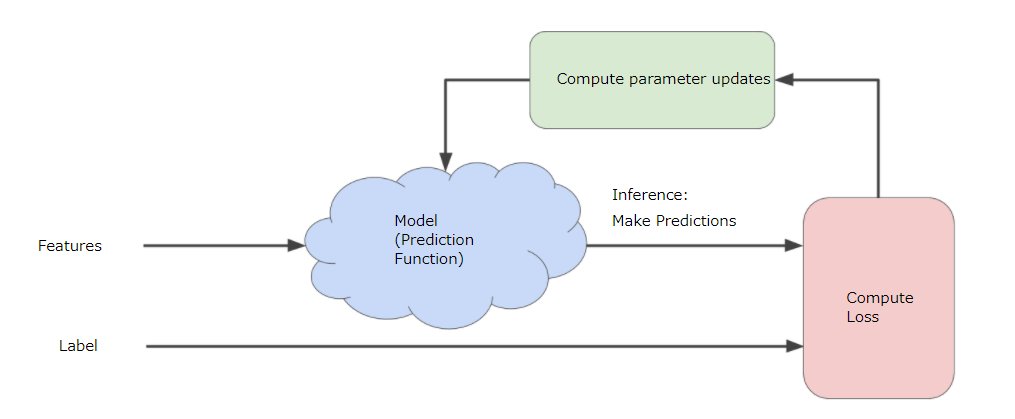 Compute parameter updates
Inference:
Make Predictions
Model
(Prediction
Function)
Features
Compute
Loss
Label